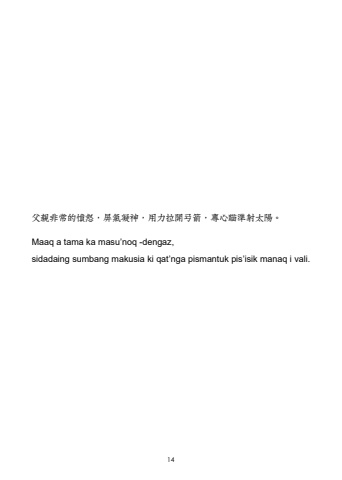 父親非常的憤怒，屏氣凝神，用力拉開弓箭，專心瞄準射太陽。
Maaq a tama ka masu’noq -dengaz,
sidadaing sumbang makusia ki qat’nga pismantuk pis’isik manaq i vali.
14